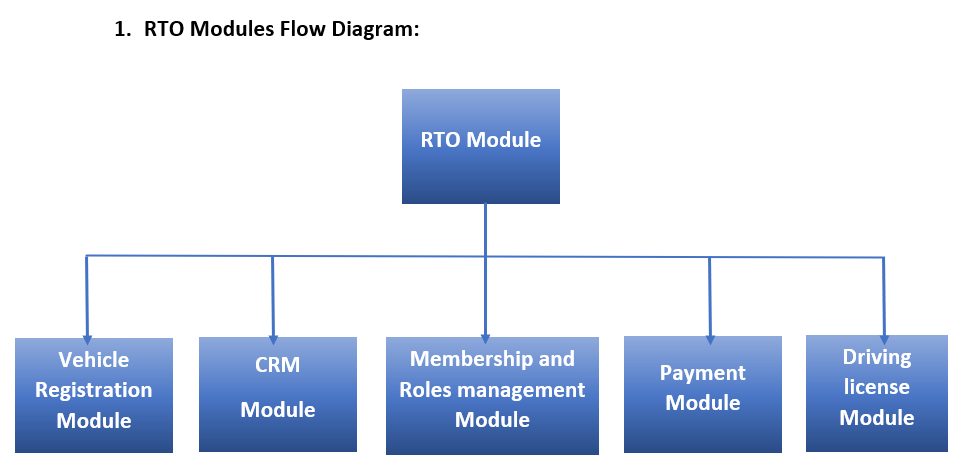 1. RTO Modules Flow Diagram:
RTO Module
Vehicle
Registration
Module
CRM
Module
Membership and
Roles management
Module
Payment
Module
Driving
license
Module